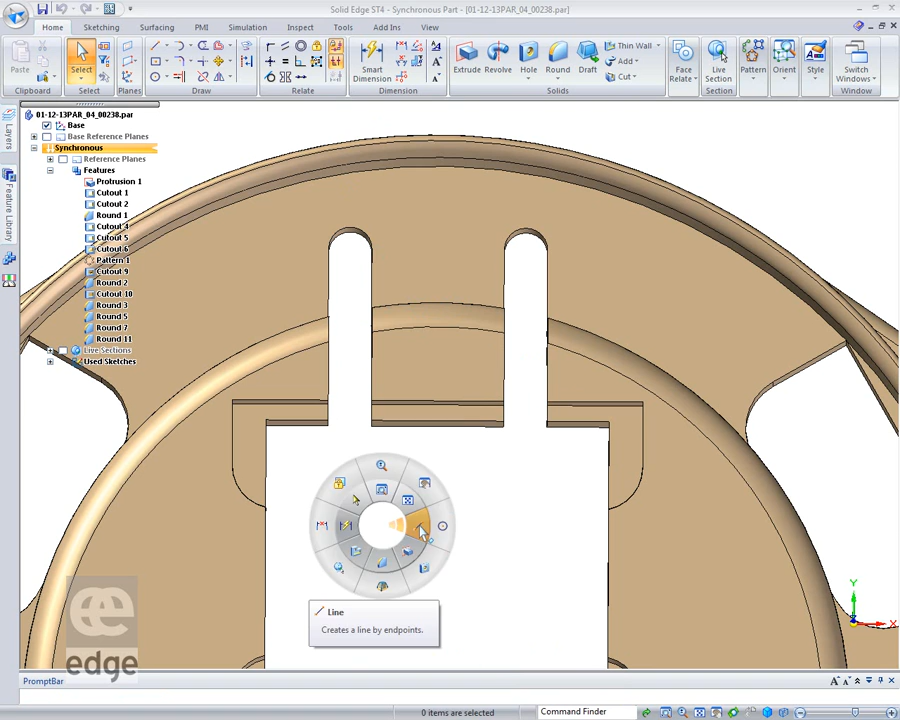 Solid Edge ST4 - Synchronous Part - [01-12-13PAR_04_00238.par]
Home Sketching Surfacing PMI Simulation Inspect Tools Add Ins View
Paste
Select
Smart Dimension
Extrude Revolve Hole Round Draft
Thin Wall
Add
Cut
Face Relate
Live Section
Pattern
Orient
Style
Switch Windows
Clipboard Select Planes Draw Relate Dimension Solids Section Window
Layers
Feature Library
01-12-13PAR_04_00238.par
Base
Base Reference Planes
Synchronous
Reference Planes
Features
Protrusion 1
Cutout 1
Cutout 2
Round 1
Cutout 4
Cutout 5
Cutout 6
Pattern 1
Cutout 9
Round 2
Cutout 10
Round 3
Round 5
Round 7
Round 11
Live Sections
Used Sketches
Line
Creates a line by endpoints.
Y
X
edge
PromptBar
0 items are selected
Command Finder